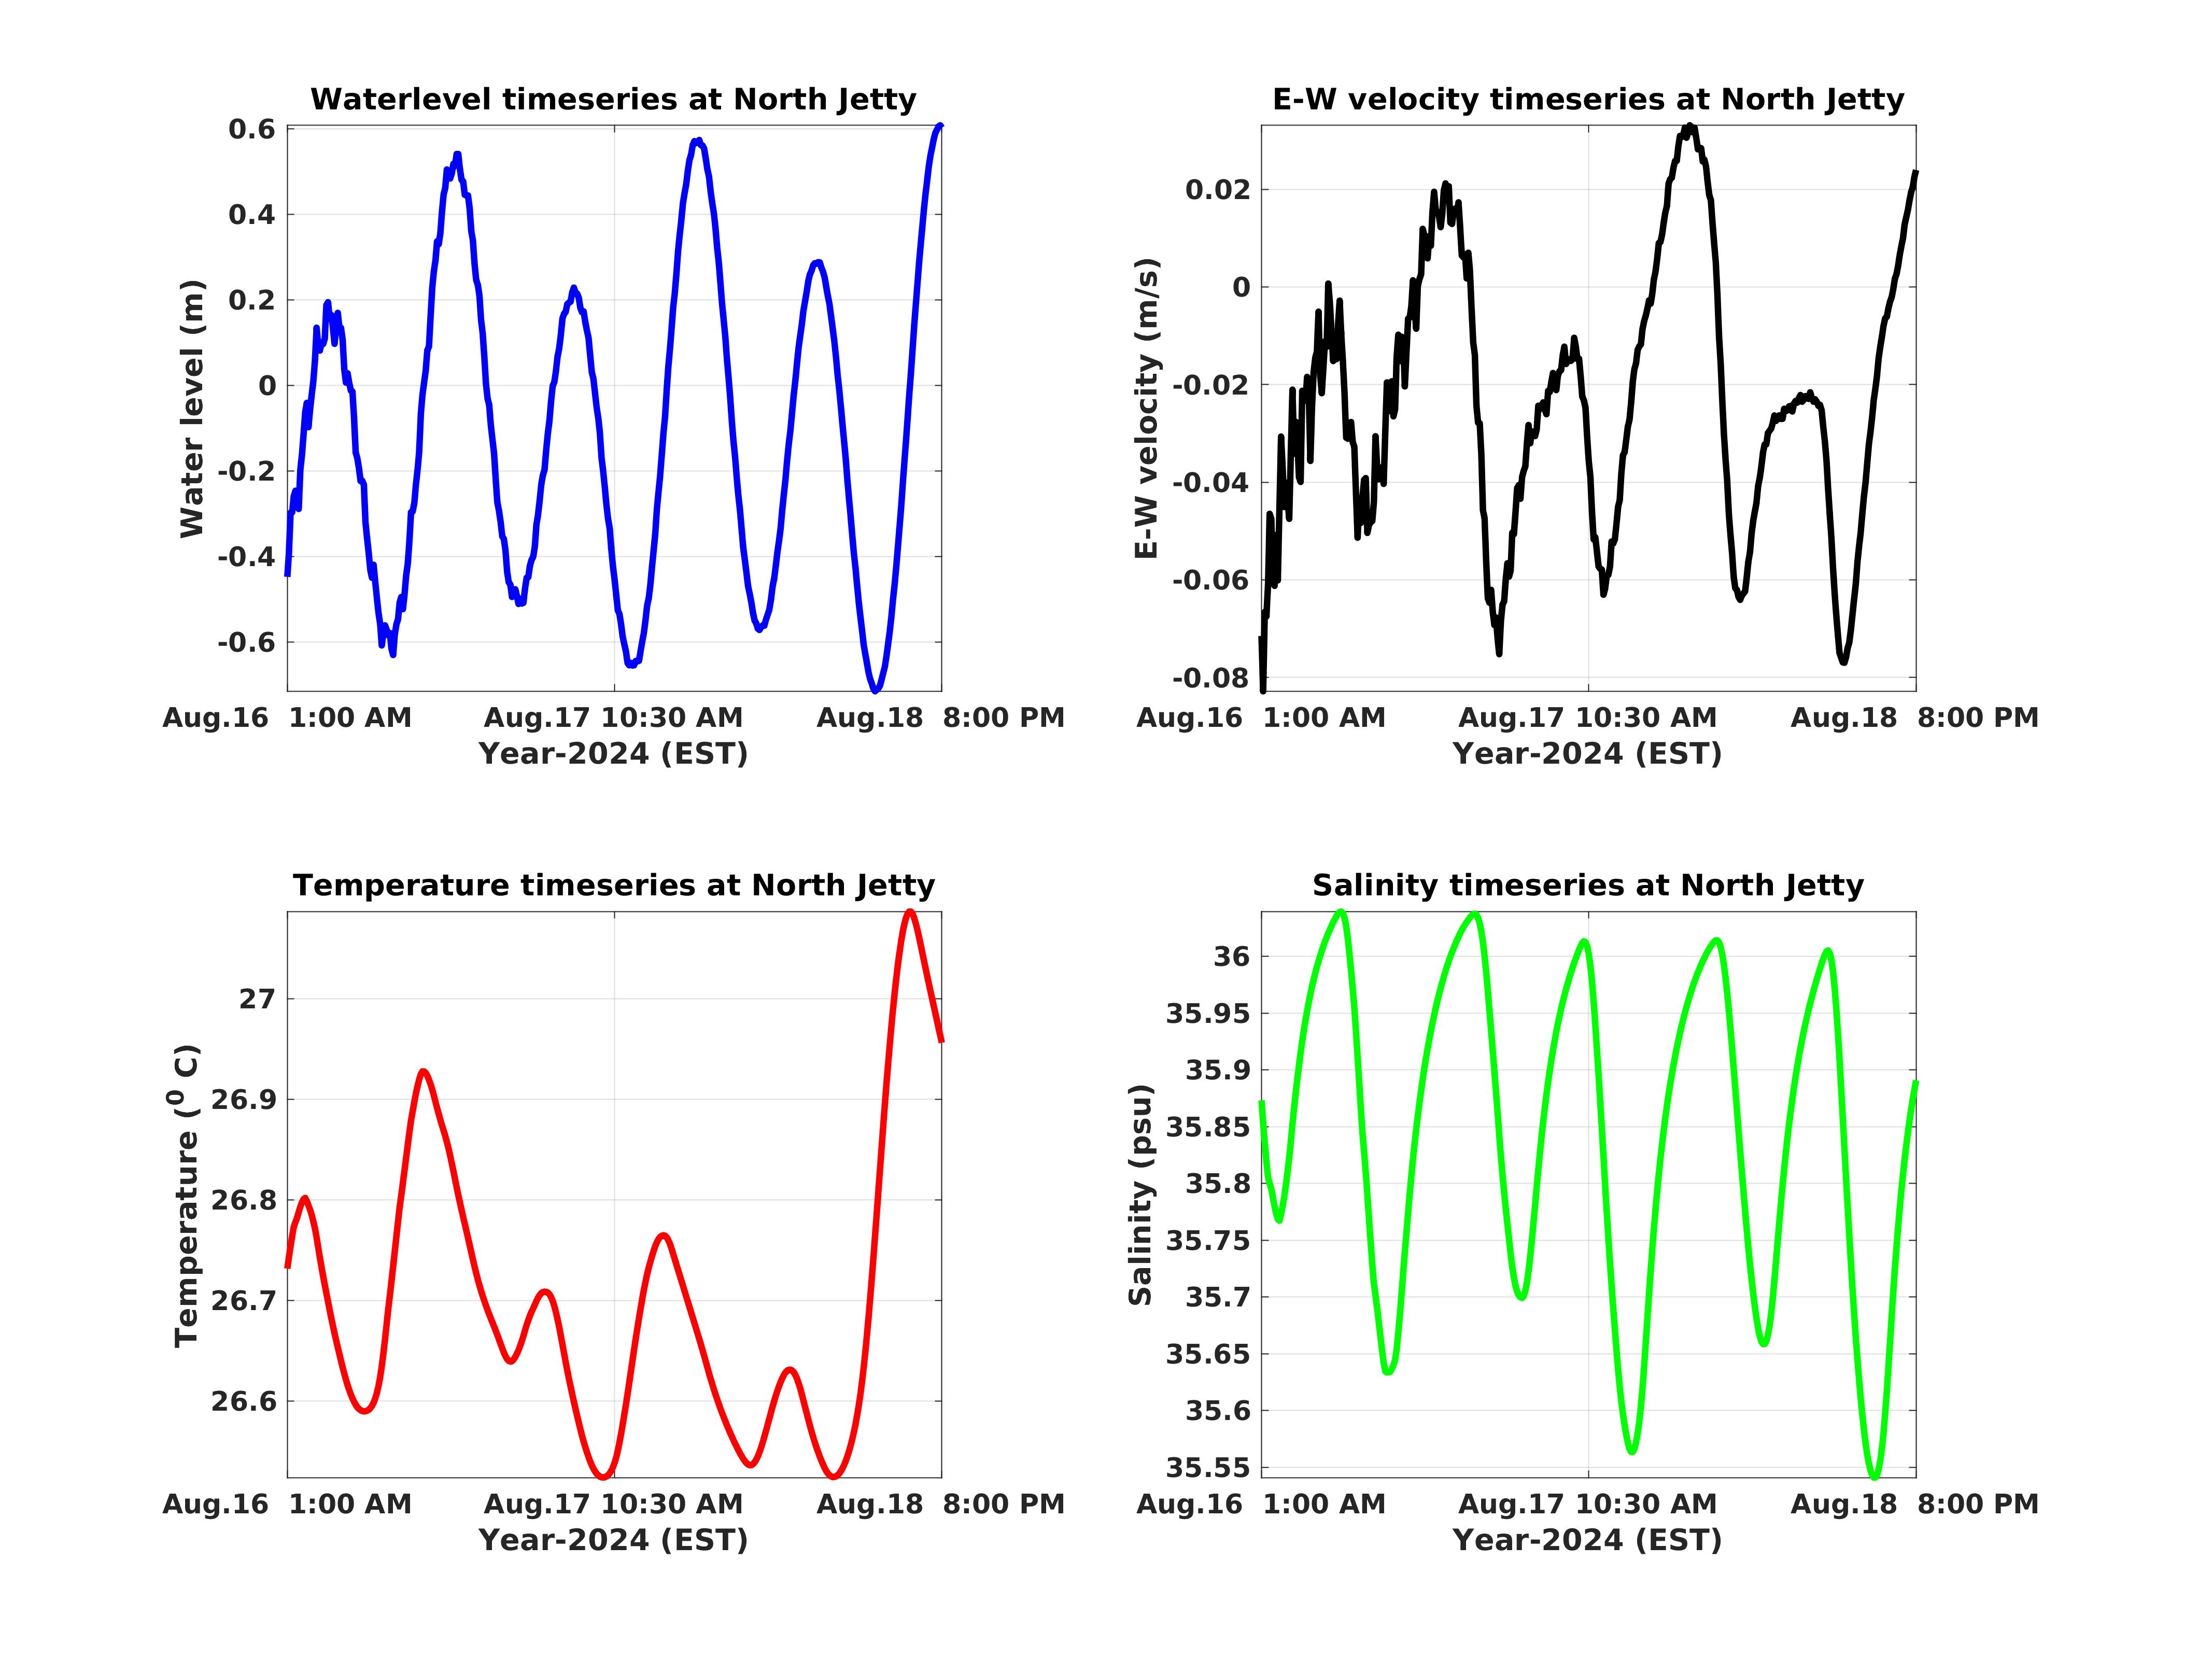 Waterlevel timeseries at North Jetty
0.6
0.4
0.2
0
-0.2
-0.4
-0.6
Water level (m)
Aug.16 1:00 AM Aug.17 10:30 AM Aug.18 8:00 PM
Year-2024 (EST)
E-W velocity timeseries at North Jetty
0.02
0
-0.02
-0.04
-0.06
-0.08
E-W velocity (m/s)
Aug.16 1:00 AM Aug.17 10:30 AM Aug.18 8:00 PM
Year-2024 (EST)
Temperature timeseries at North Jetty
27
26.9
26.8
26.7
26.6
Temperature (⁰ C)
Aug.16 1:00 AM Aug.17 10:30 AM Aug.18 8:00 PM
Year-2024 (EST)
Salinity timeseries at North Jetty
36
35.95
35.9
35.85
35.8
35.75
35.7
35.65
35.6
35.55
Salinity (psu)
Aug.16 1:00 AM Aug.17 10:30 AM Aug.18 8:00 PM
Year-2024 (EST)